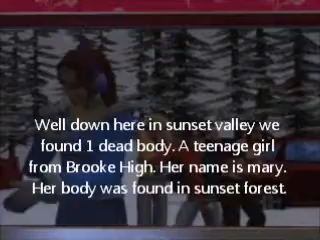 Well down here in sunset valley we
found 1 dead body. A teenage girl
from Brooke High. Her name is mary.
Her body was found in sunset forest.